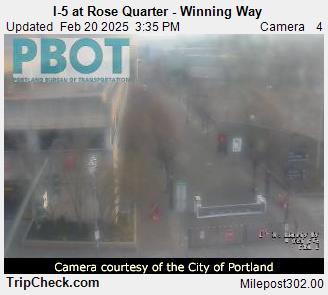 I-5 at Rose Quarter - Winning Way
Updated Feb 20 2025 3:35 PM Camera 4
PBOT
PORTLAND BUREAU OF TRANSPORTATION
Camera courtesy of the City of Portland
TripCheck.com Milepost302.00